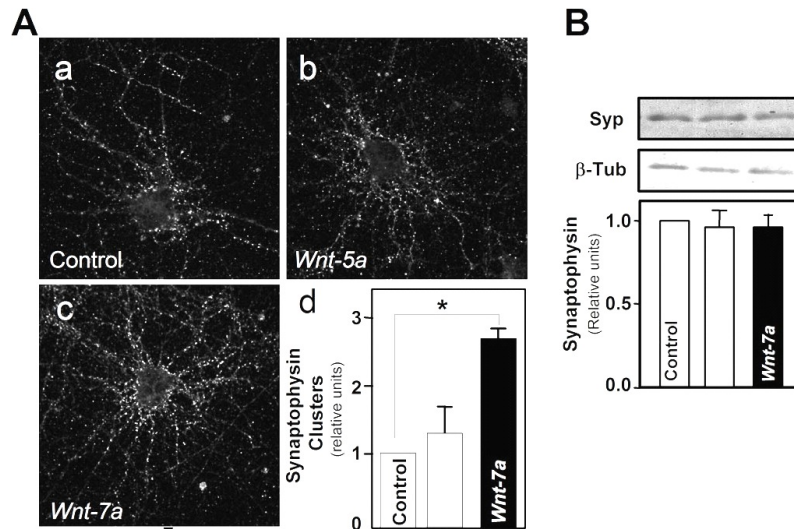 A
a
b
Control
Wnt-5a
c
Wnt-7a
d
*
3
2
1
0
Synaptophysin
Clusters
(relative units)
Control
Wnt-7a
B
Syp
β-Tub
1.0
0.5
0.0
Synaptophysin
(Relative units)
Control
Wnt-7a